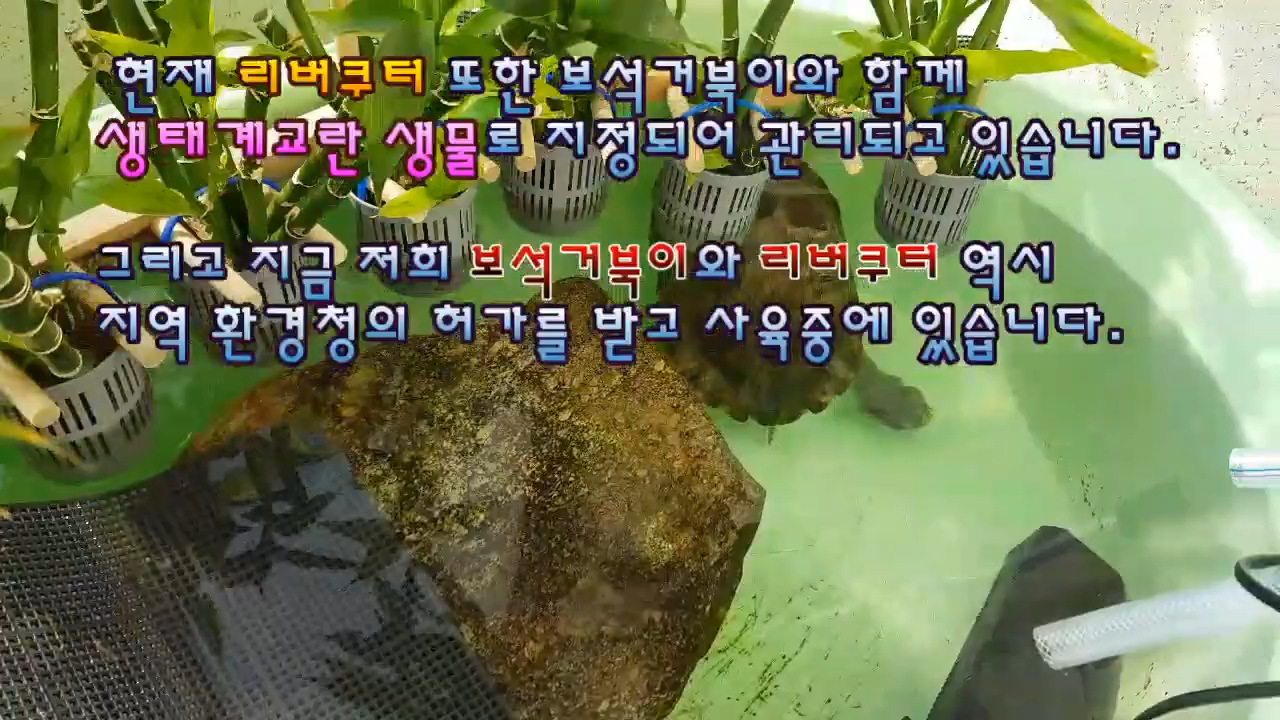 현재 리버쿠터 또한 보석거북이와 함께
생태계교란 생물로 지정되어 관리되고 있습니다.
그리고 지금 저희 보석거북이와 리버쿠터 역시
지역 환경청의 허가를 받고 사육중에 있습니다.